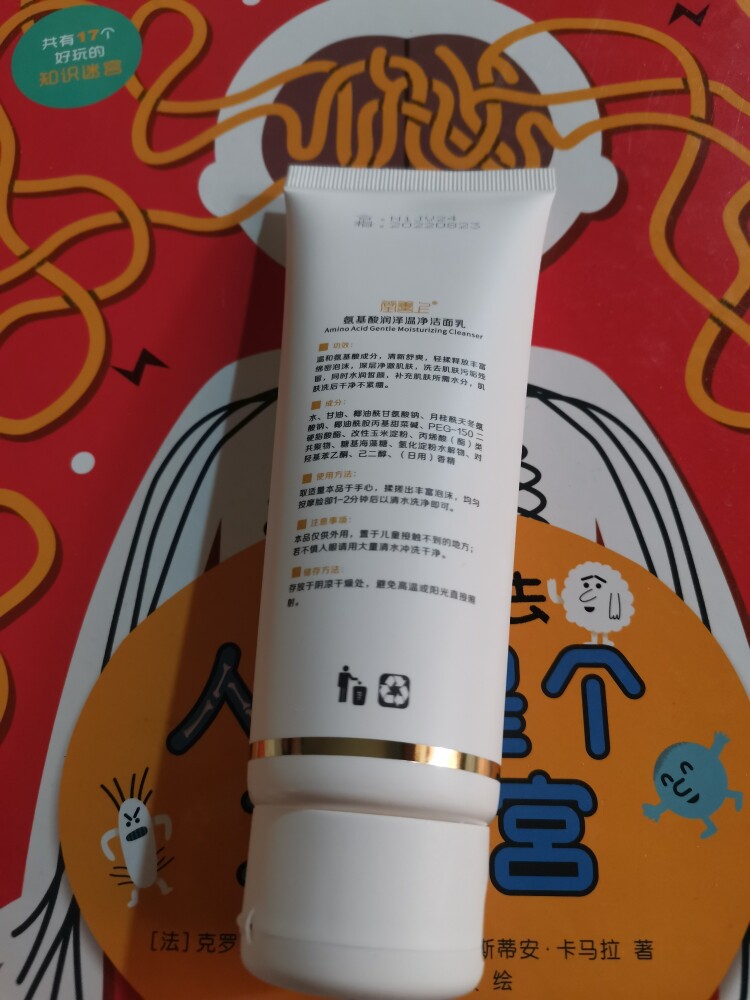 共有17个
好玩的
知识迷宫
:H1JV24
:20220823
氨基酸润泽温净洁面乳
Amino Acid Gentle Moisturizing Cleanser
功效：
温和氨基酸成分，清新舒爽，轻揉释放丰富
绵密泡沫，深层净澈肌肤，洗去肌肤污垢残
留，同时水润皙颜，补充肌肤所需水分，肌
肤洗后干净不紧绷。
成分：
水、甘油、椰油酰甘氨酸钠、月桂酰天冬氨
酸钠、椰油酰胺丙基甜菜碱、PEG-150二
硬脂酸酯、改性玉米淀粉、丙烯酸（酯）类
共聚物、糖基海藻糖、氢化淀粉水解物、对
羟基苯乙酮、己二醇、（日用）香精
使用方法：
取适量本品于手心，揉搓出丰富泡沫，均匀
按摩脸部1-2分钟后以清水洗净即可。
注意事项：
本品仅供外用，置于儿童接触不到的地方；
若不慎入眼请用大量清水冲洗干净。
储存方法：
存放于阴凉干燥处，避免高温或阳光直接照
射。
去
人 个
宫
[法]克罗 斯蒂安·卡马拉 著
绘